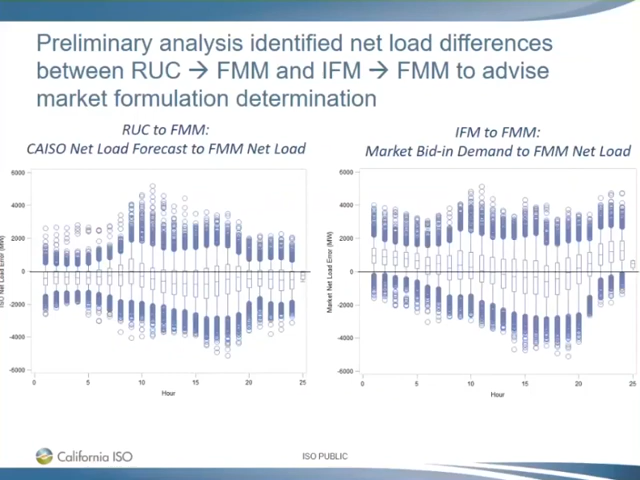 Preliminary analysis identified net load differences
between RUC → FMM and IFM → FMM to advise
market formulation determination
RUC to FMM:
CAISO Net Load Forecast to FMM Net Load
IFM to FMM:
Market Bid-in Demand to FMM Net Load
6000
4000
2000
0
-2000
-4000
-6000
ISO Net Load Error (MW)
0
5
10
15
20
25
Hour
6000
4000
2000
0
-2000
-4000
-6000
Market Net Load Error (MW)
0
5
10
15
20
25
Hour
California ISO
ISO PUBLIC